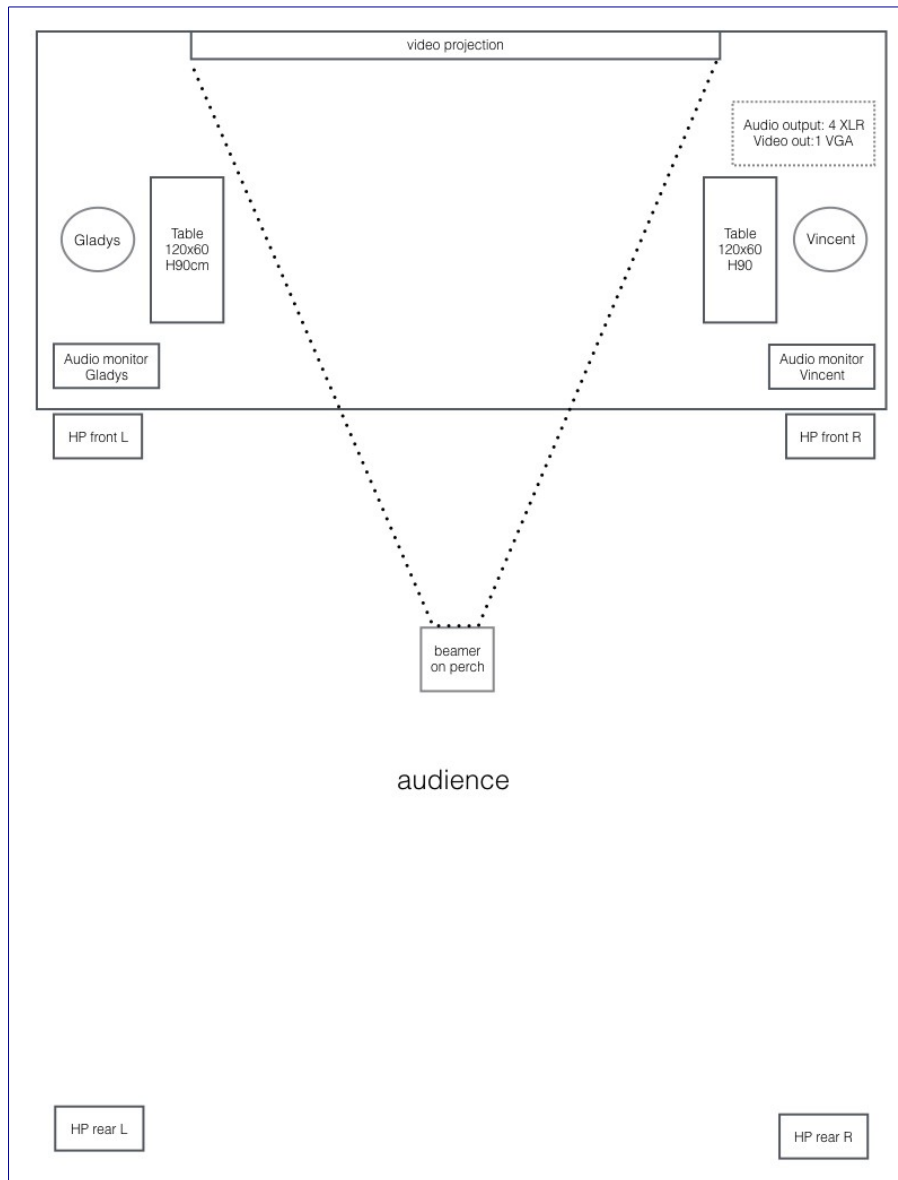 video projection
Audio output: 4 XLR
Video out:1 VGA
Gladys
Table
120x60
H90cm
Table
120x60
H90
Vincent
Audio monitor
Gladys
Audio monitor
Vincent
HP front L
HP front R
beamer
on perch
audience
HP rear L
HP rear R